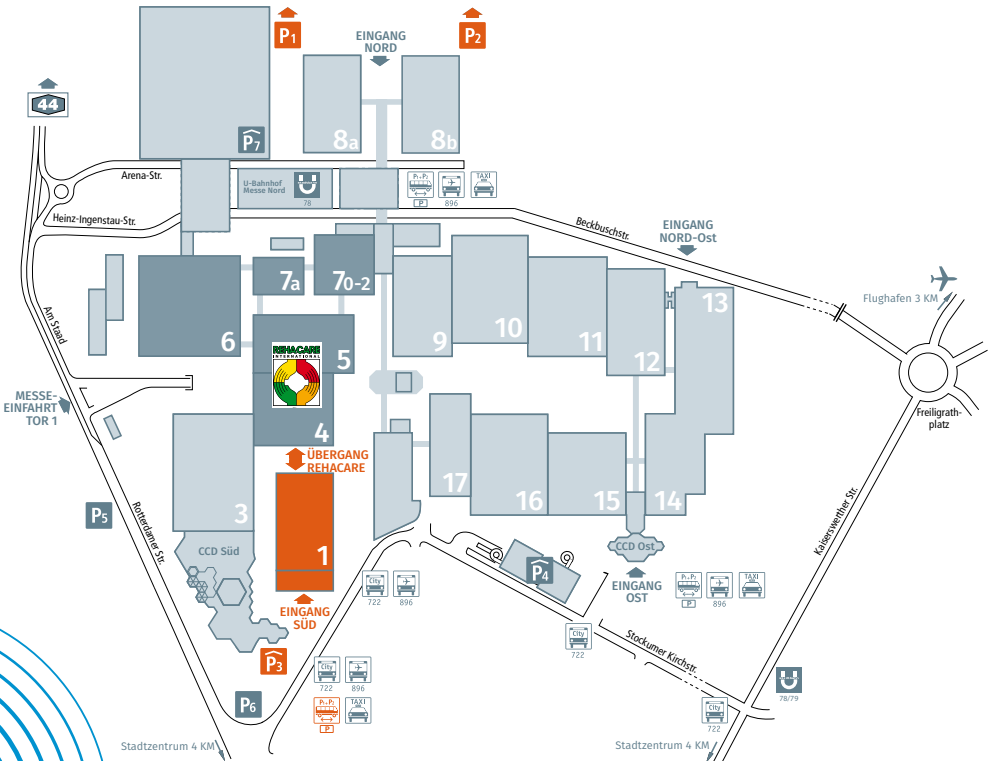 P1
P2
EINGANG
NORD
44
P7
8a
8b
Arena-Str.
U-Bahnhof
Messe Nord
U
78
P1+P2
P
896
TAXI
Heinz-Ingenstau-Str.
Beckbuschstr.
EINGANG
NORD-Ost
Flughafen 3 KM
7a
70-2
6
5
9
10
11
12
13
REHACARE
INTERNATIONAL
4
Am Staad
MESSE-
EINFAHRT
TOR 1
Freiligrath-
platz
ÜBERGANG
REHACARE
3
1
17
16
15
14
P5
Rotterdamer Str.
Kaiserswerther Str.
CCD Süd
CCD Ost
P4
EINGANG
OST
City
722
896
P1+P2
P
896
TAXI
EINGANG
SÜD
City
722
Stockumer Kirchstr.
P3
City
722
896
P1+P2
P
TAXI
P6
U
78/79
City
722
Stadtzentrum 4 KM
Stadtzentrum 4 KM